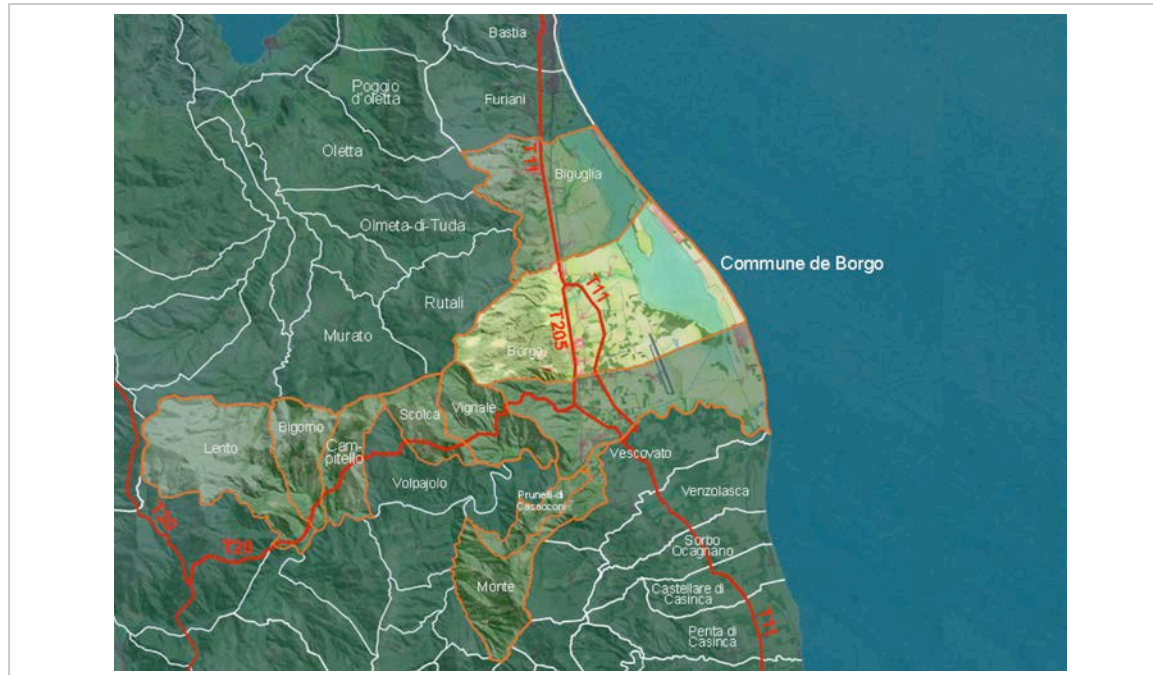 Bastia
Poggio
d'oletta
Furiani
T11
Oletta
Biguglia
Olmeta-di-Tuda
Commune de Borgo
T11
Rutali
T205
Murato
Borgo
Scolca
Vignale
Bigorno
Lento
Cam-
pitello
Vescovato
Volpajolo
Venzolasca
Prunelli-di
Casacconi
T30
T20
Sorbo
Ocagnano
Monte
Castellare di
Casinca
T11
Penta di
Casinca